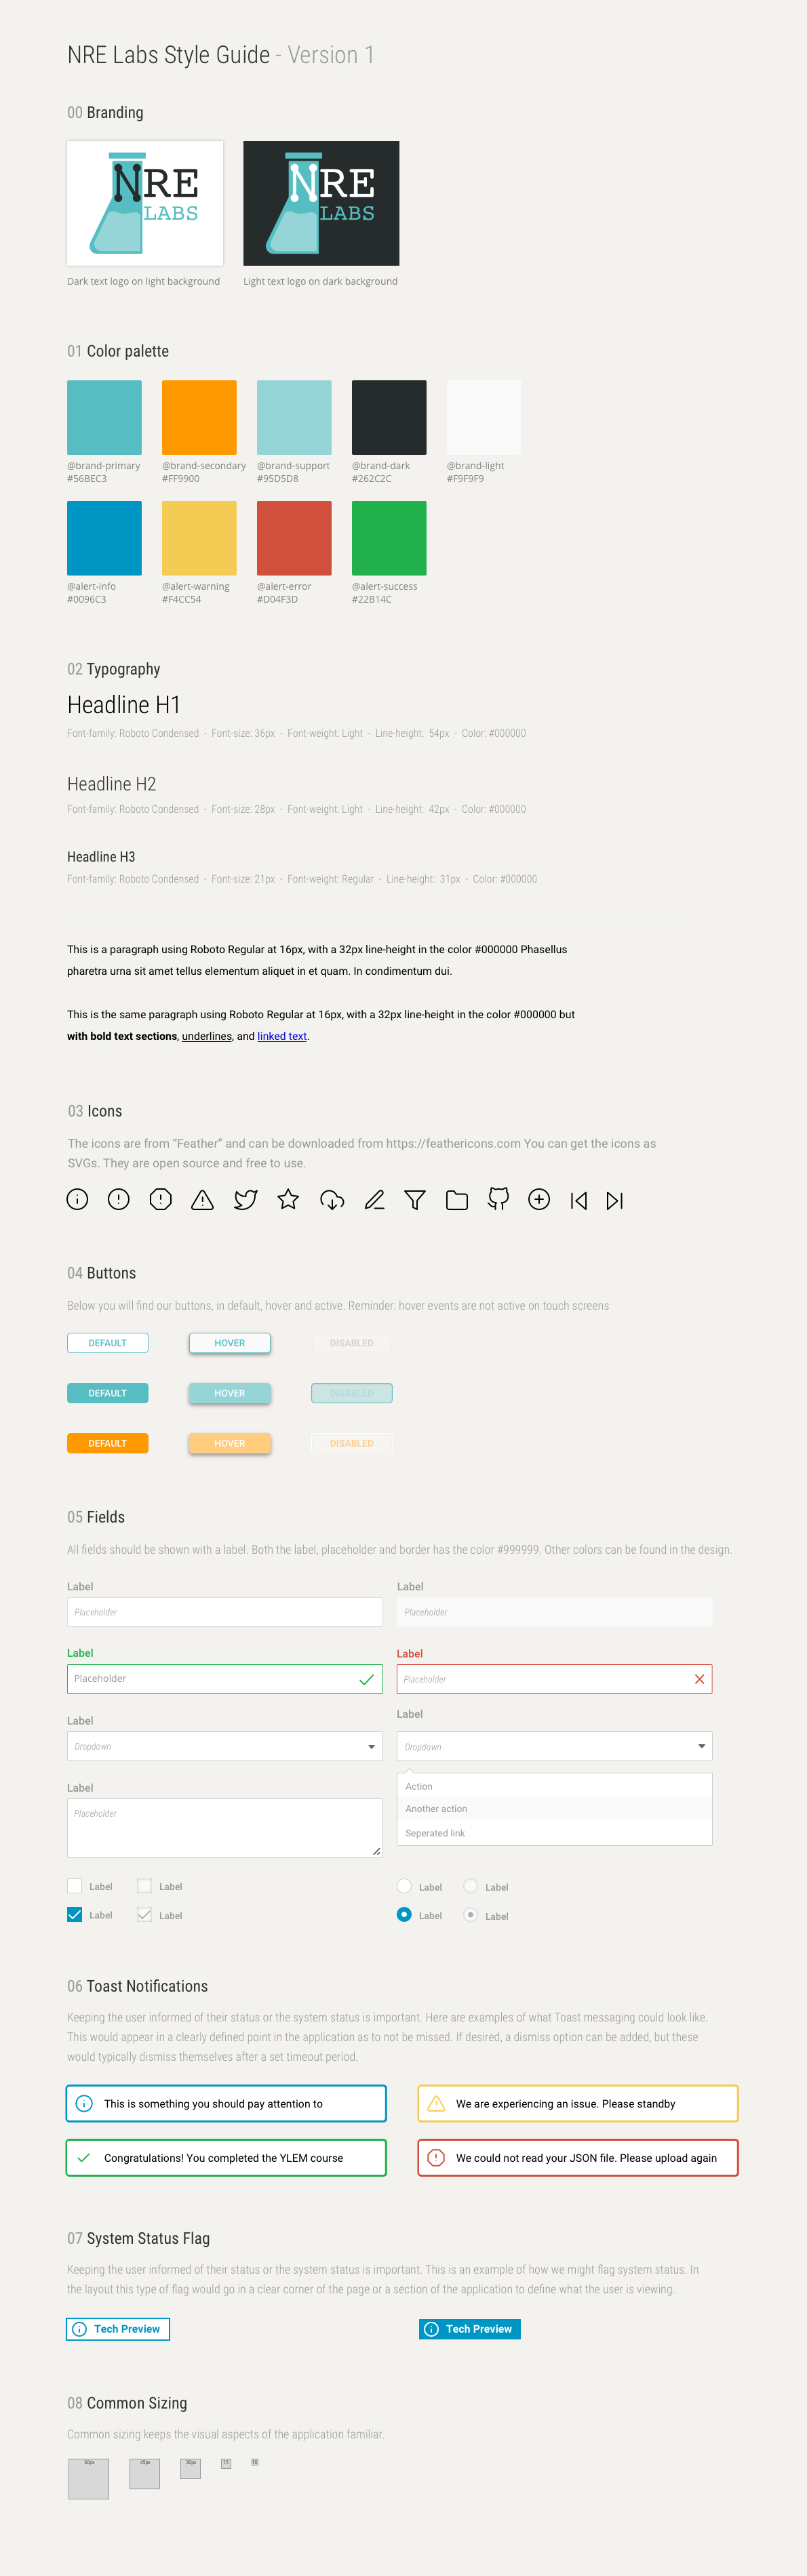 NRE Labs Style Guide - Version 1
00 Branding
NRE
LABS
NRE
LABS
Dark text logo on light background
Light text logo on dark background
01 Color palette
@brand-primary
#56BEC3
@brand-secondary
#FF9900
@brand-support
#95D5D8
@brand-dark
#262C2C
@brand-light
#F9F9F9
@alert-info
#0096C3
@alert-warning
#F4CC54
@alert-error
#D04F3D
@alert-success
#22B14C
02 Typography
Headline H1
Font-family: Roboto Condensed - Font-size: 36px - Font-weight: Light - Line-height: 54px - Color: #000000
Headline H2
Font-family: Roboto Condensed - Font-size: 28px - Font-weight: Light - Line-height: 42px - Color: #000000
Headline H3
Font-family: Roboto Condensed - Font-size: 21px - Font-weight: Regular - Line-height: 31px - Color: #000000
This is a paragraph using Roboto Regular at 16px, with a 32px line-height in the color #000000 Phasellus
pharetra urna sit amet tellus elementum aliquet in et quam. In condimentum dui.
This is the same paragraph using Roboto Regular at 16px, with a 32px line-height in the color #000000 but
with bold text sections, underlines, and linked text.
03 Icons
The icons are from “Feather” and can be downloaded from https://feathericons.com You can get the icons as
SVGs. They are open source and free to use.
04 Buttons
Below you will find our buttons, in default, hover and active. Reminder: hover events are not active on touch screens
DEFAULT
HOVER
DISABLED
DEFAULT
HOVER
DISABLED
DEFAULT
HOVER
DISABLED
05 Fields
All fields should be shown with a label. Both the label, placeholder and border has the color #999999. Other colors can be found in the design.
Label
Placeholder
Label
Placeholder
Label
Placeholder
Label
Placeholder
Label
Dropdown
Label
Dropdown
Action
Another action
Seperated link
Label
Placeholder
Label
Label
Label
Label
Label
Label
Label
Label
06 Toast Notifications
Keeping the user informed of their status or the system status is important. Here are examples of what Toast messaging could look like.
This would appear in a clearly defined point in the application as to not be missed. If desired, a dismiss option can be added, but these
would typically dismiss themselves after a set timeout period.
This is something you should pay attention to
We are experiencing an issue. Please standby
Congratulations! You completed the YLEM course
We could not read your JSON file. Please upload again
07 System Status Flag
Keeping the user informed of their status or the system status is important. This is an example of how we might flag system status. In
the layout this type of flag would go in a clear corner of the page or a section of the application to define what the user is viewing.
Tech Preview
Tech Preview
08 Common Sizing
Common sizing keeps the visual aspects of the application familiar.
60px
45px
30px
15